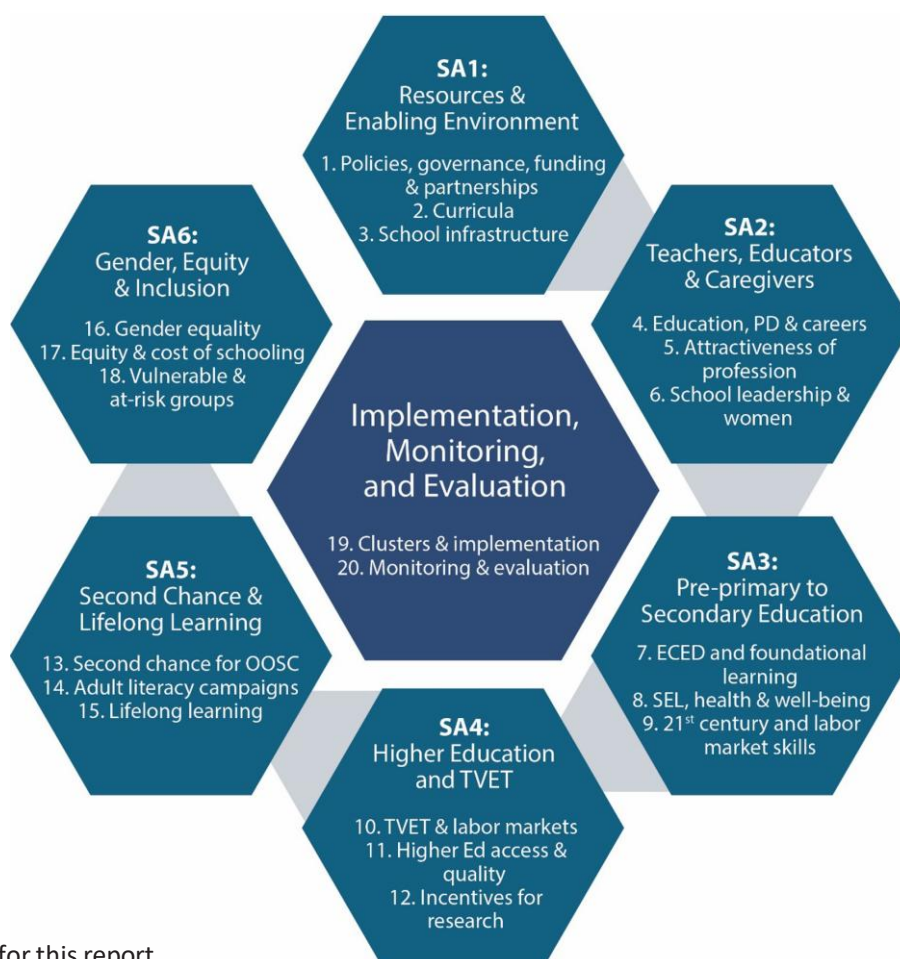 SA1:
Resources &
Enabling Environment
1. Policies, governance, funding
& partnerships
2. Curricula
3. School infrastructure
SA2:
Teachers, Educators
& Caregivers
4. Education, PD & careers
5. Attractiveness of
profession
6. School leadership &
women
SA3:
Pre-primary to
Secondary Education
7. ECED and foundational
learning
8. SEL, health & well-being
9. 21st century and labor
market skills
SA4:
Higher Education
and TVET
10. TVET & labor markets
11. Higher Ed access &
quality
12. Incentives for
research
SA5:
Second Chance &
Lifelong Learning
13. Second chance for OOSC
14. Adult literacy campaigns
15. Lifelong learning
SA6:
Gender, Equity
& Inclusion
16. Gender equality
17. Equity & cost of schooling
18. Vulnerable &
at-risk groups
Implementation,
Monitoring,
and Evaluation
19. Clusters & implementation
20. Monitoring & evaluation
for this report